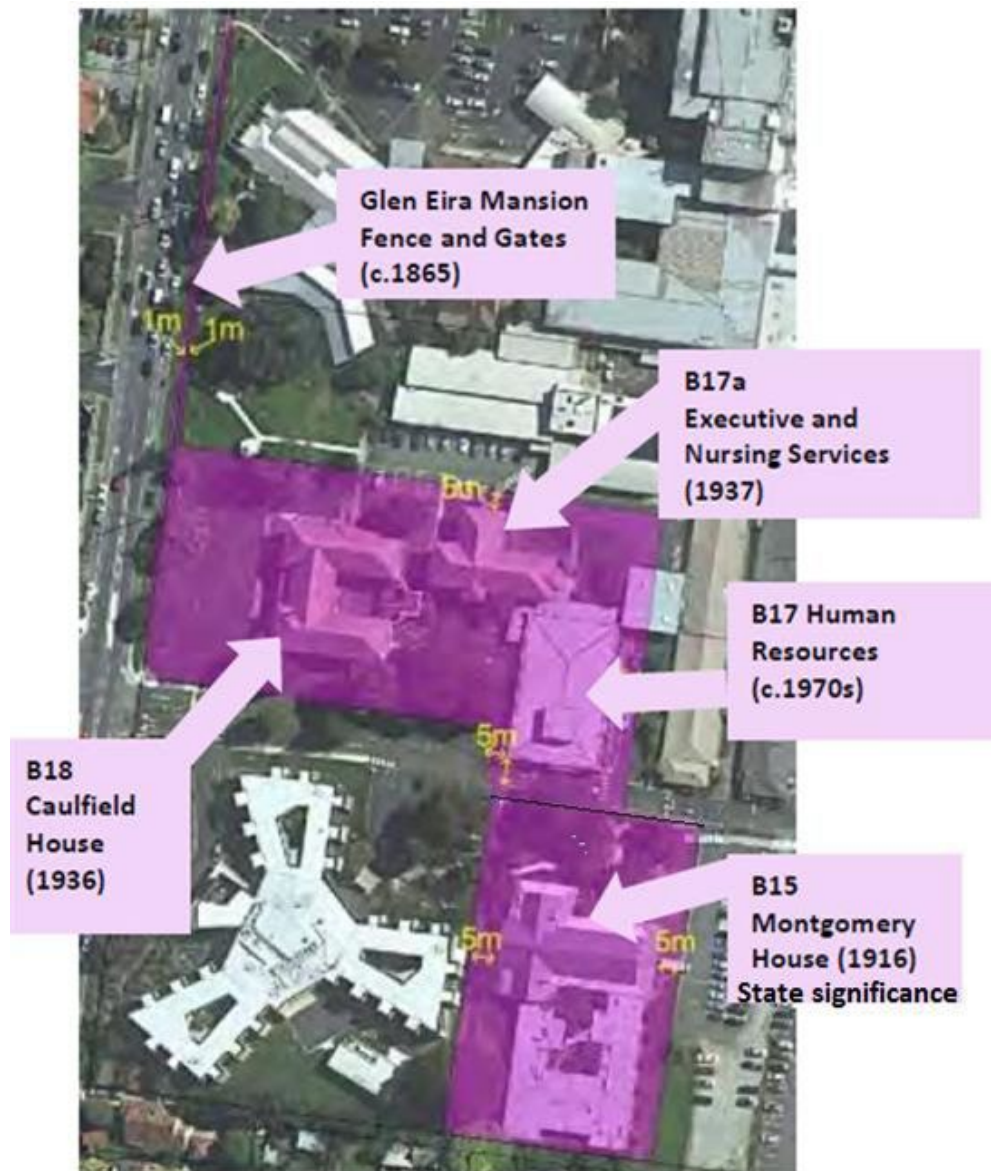 Glen Eira Mansion
Fence and Gates
(c.1865)
1m
1m
B17a
Executive and
Nursing Services
(1937)
B17 Human
Resources
(c.1970s)
5m
B18
Caulfield
House
(1936)
B15
Montgomery
House (1916)
State significance
5m
5m